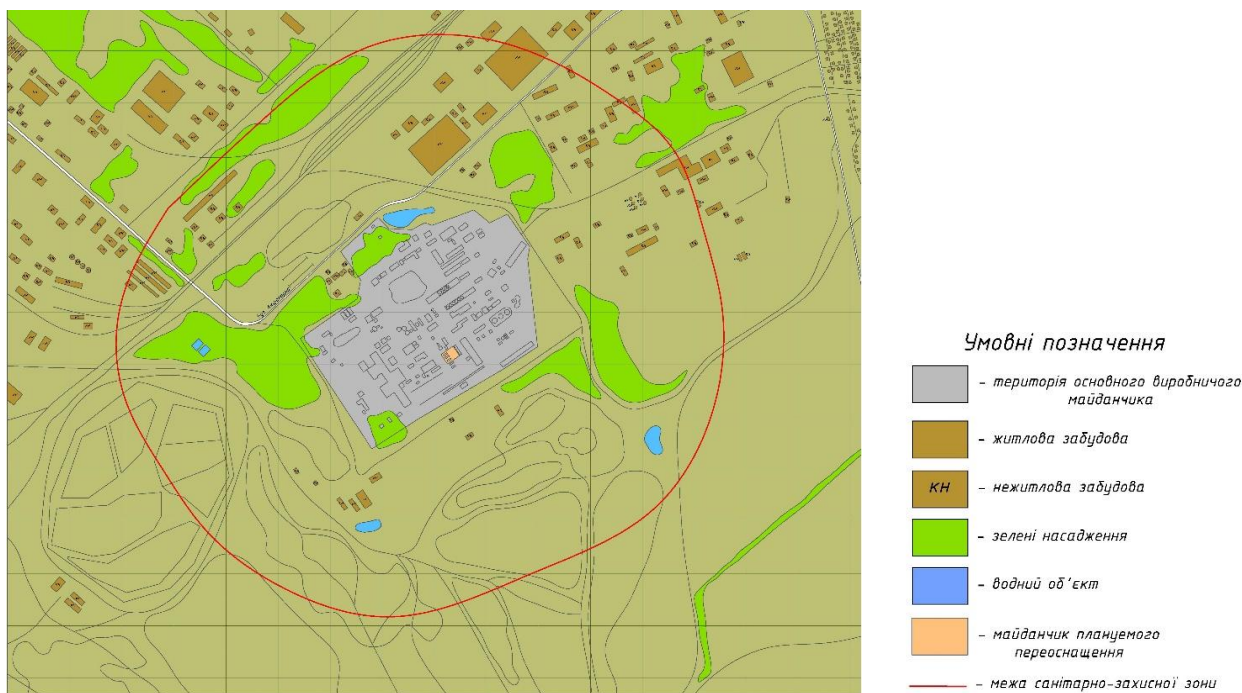 Умовні позначення
- територія основного виробничого
майданчика
- житлова забудова
КН - нежитлова забудова
- зелені насадження
- водний об'єкт
- майданчик плануємого
переоснащення
- межа санітарно-захисної зони